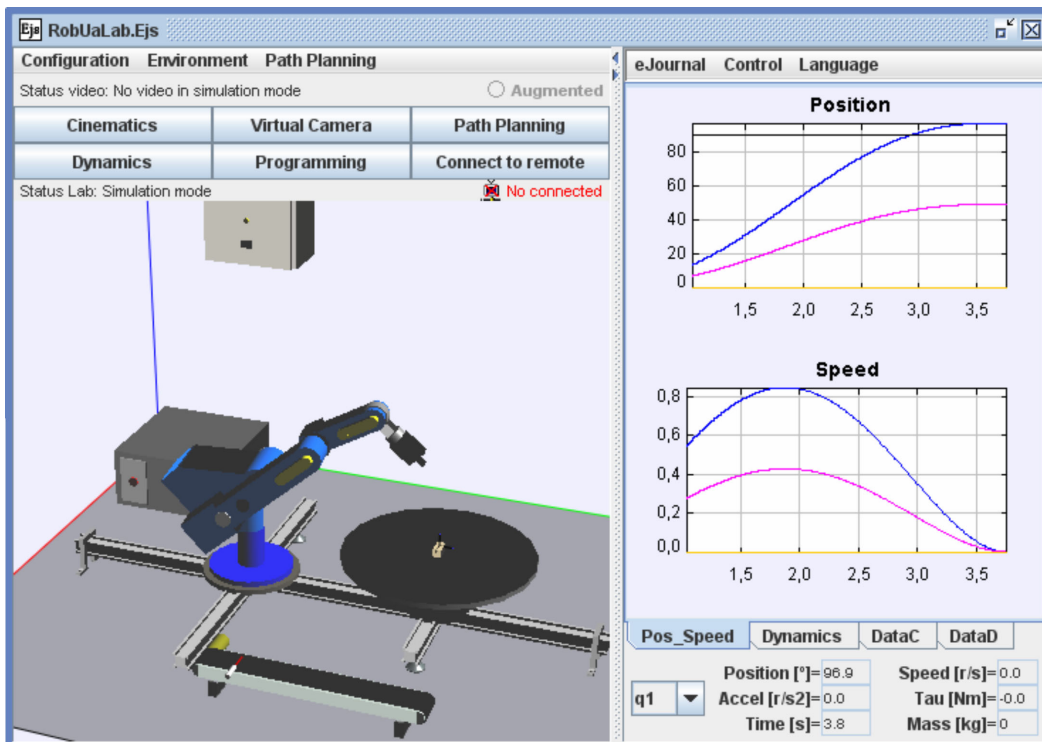 Ejs RobUaLab.Ejs
Configuration Environment Path Planning
Status video: No video in simulation mode Augmented
Cinematics Virtual Camera Path Planning
Dynamics Programming Connect to remote
Status Lab: Simulation mode No connected
eJournal Control Language
Position
80
60
40
20
0
1,5 2,0 2,5 3,0 3,5
Speed
0,8
0,6
0,4
0,2
0,0
1,5 2,0 2,5 3,0 3,5
Pos_Speed Dynamics DataC DataD
q1
Position [°]= 96.9 Speed [r/s]= 0.0
Accel [r/s2]= 0.0 Tau [Nm]= -0.0
Time [s]= 3.8 Mass [kg]= 0